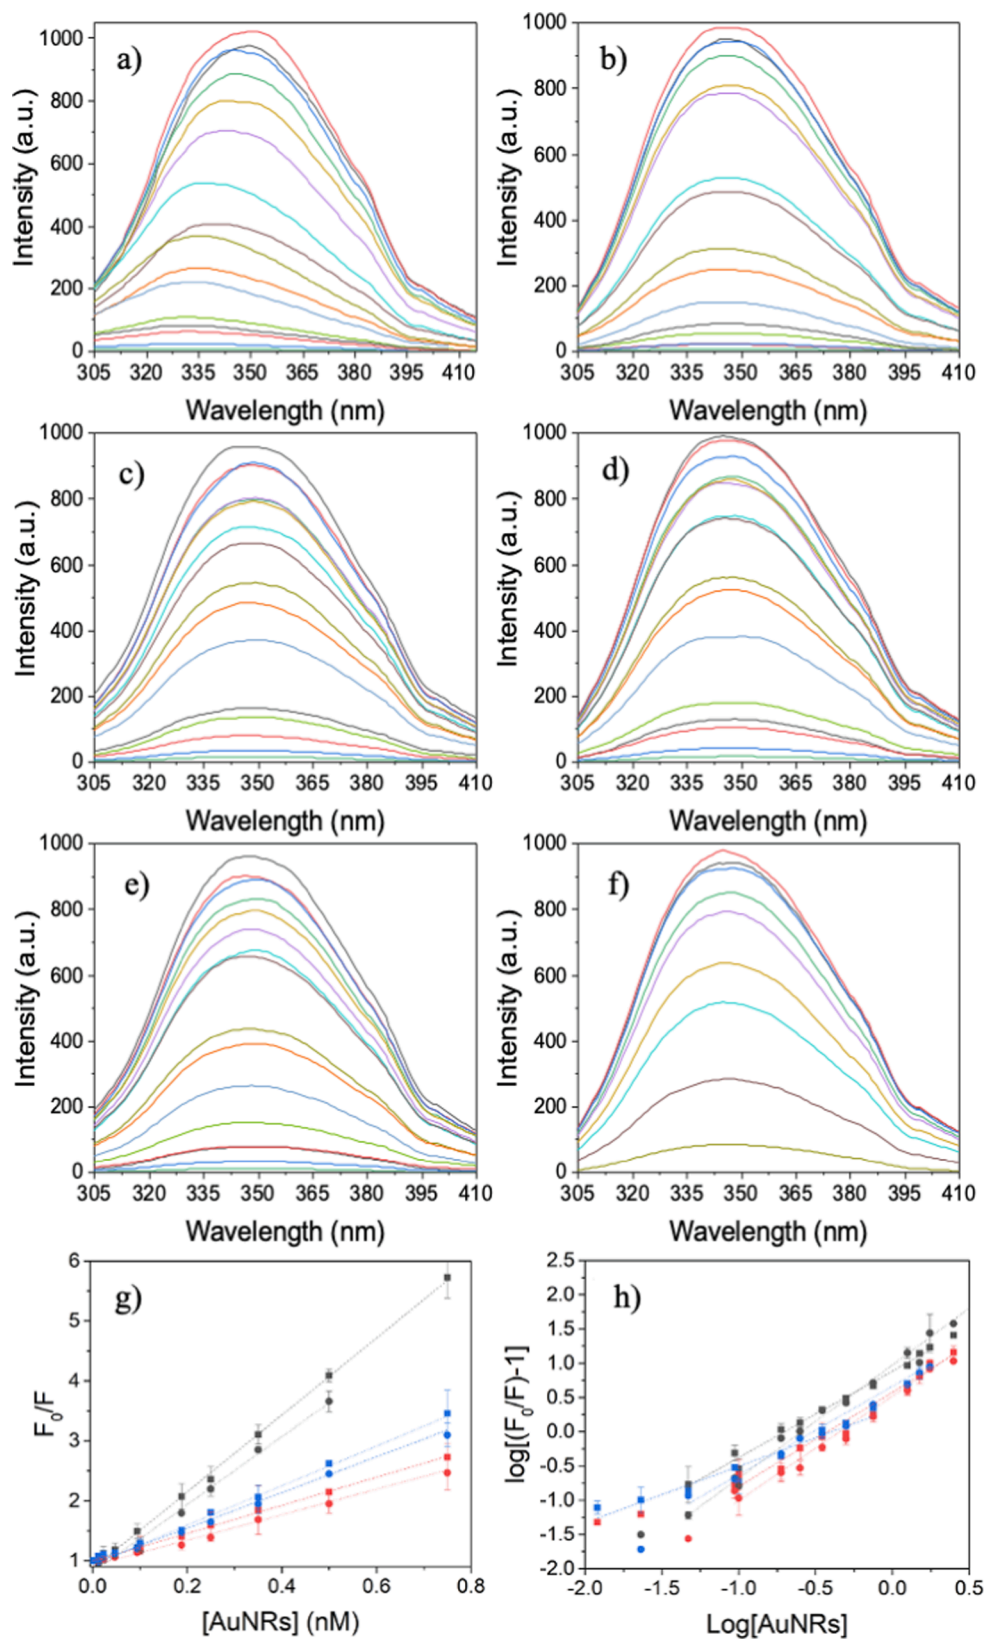 a)
Intensity (a.u.)
1000
800
600
400
200
0
305 320 335 350 365 380 395 410
Wavelength (nm)
b)
Intensity (a.u.)
1000
800
600
400
200
0
305 320 335 350 365 380 395 410
Wavelength (nm)
c)
Intensity (a.u.)
1000
800
600
400
200
0
305 320 335 350 365 380 395 410
Wavelength (nm)
d)
Intensity (a.u.)
1000
800
600
400
200
0
305 320 335 350 365 380 395 410
Wavelength (nm)
e)
Intensity (a.u.)
1000
800
600
400
200
0
305 320 335 350 365 380 395 410
Wavelength (nm)
f)
Intensity (a.u.)
1000
800
600
400
200
0
305 320 335 350 365 380 395 410
Wavelength (nm)
g)
F₀/F
6
5
4
3
2
1
0.0 0.2 0.4 0.6 0.8
[AuNRs] (nM)
h)
log[(F₀/F)-1]
2.5
2.0
1.5
1.0
0.5
0.0
-0.5
-1.0
-1.5
-2.0
-2.0 -1.5 -1.0 -0.5 0.0 0.5
Log[AuNRs]